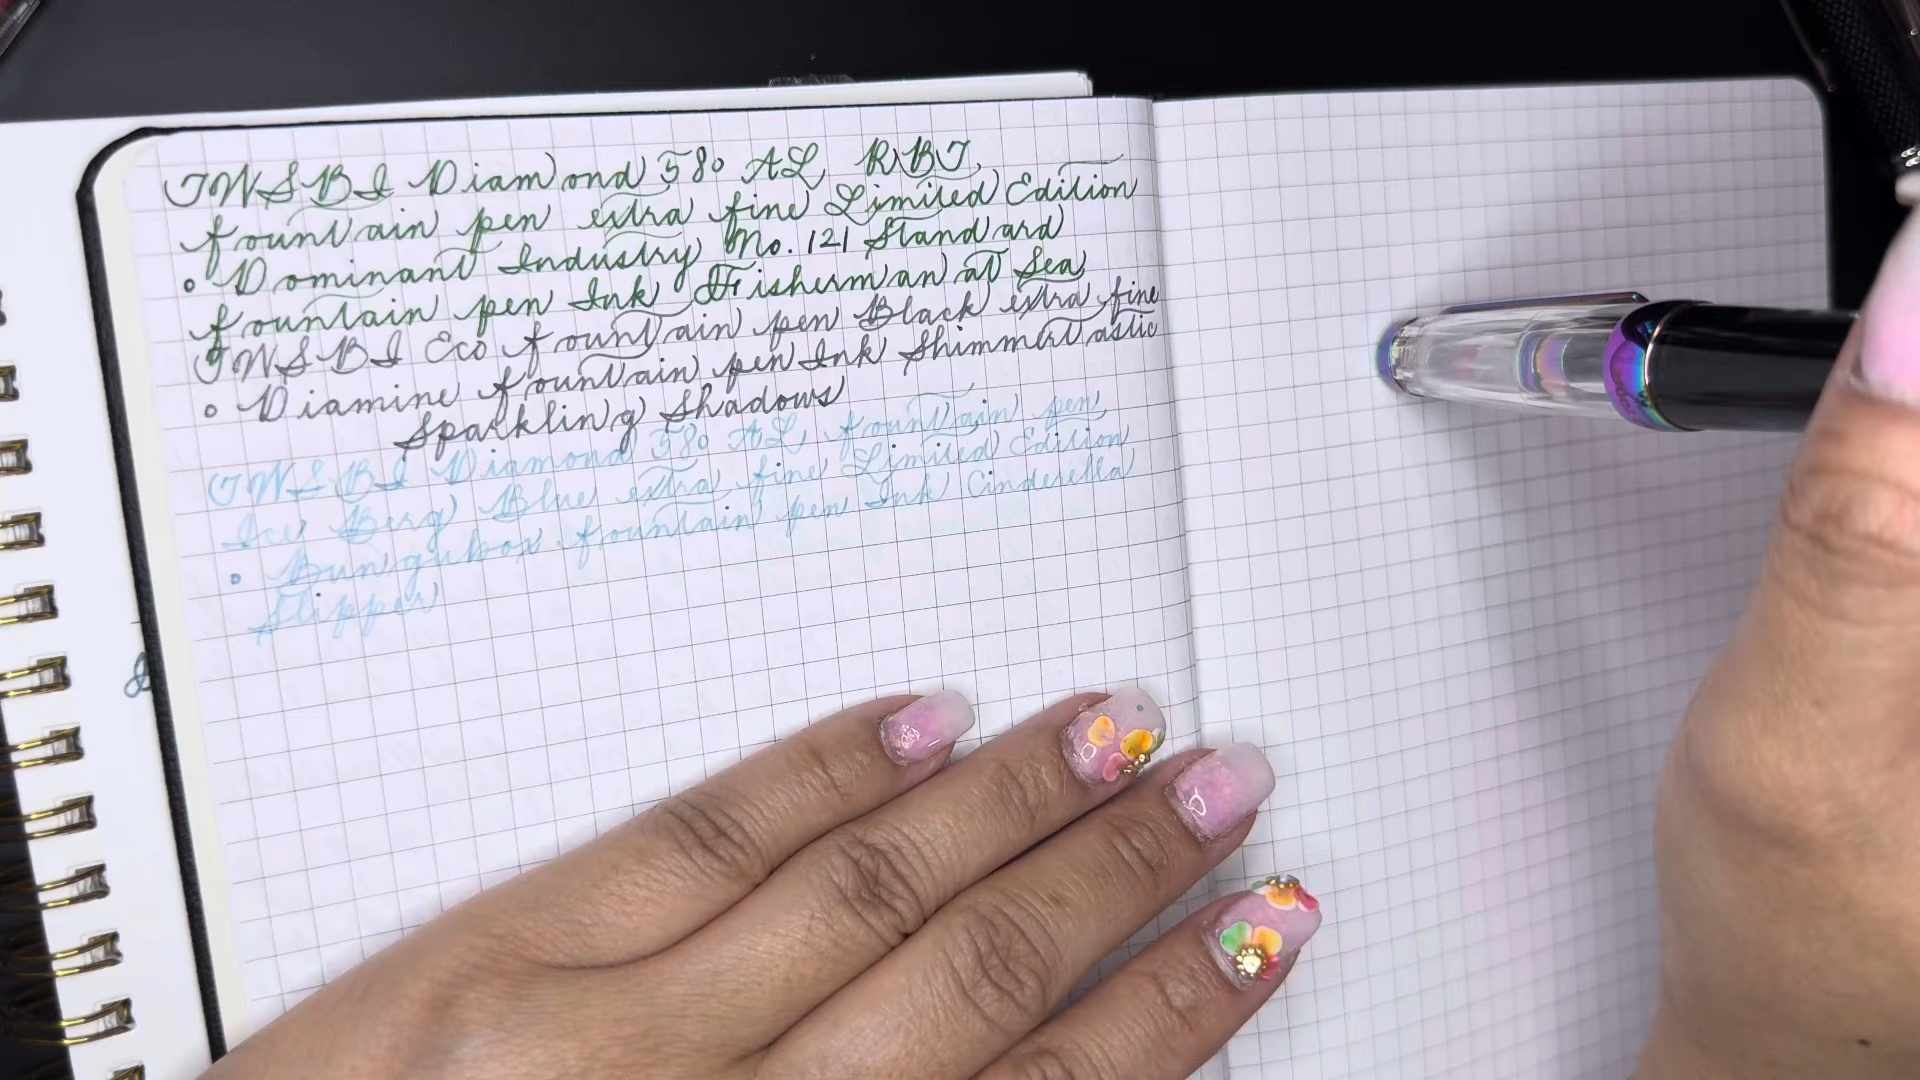 TWSBI Diamond 580 AL RBT
fountain pen extra fine Limited Edition
• Dominant Industry No. 121 Standard
fountain pen Ink Fisherman at Sea
TWSBI Eco fountain pen Black extra fine
• Diamine fountain pen Ink Shimmertastic
Sparkling Shadows
TWSBI Diamond 580 AL fountain pen
Ice Berg Blue extra fine Limited Edition
• Bungubox fountain pen Ink Cinderella
Slipper